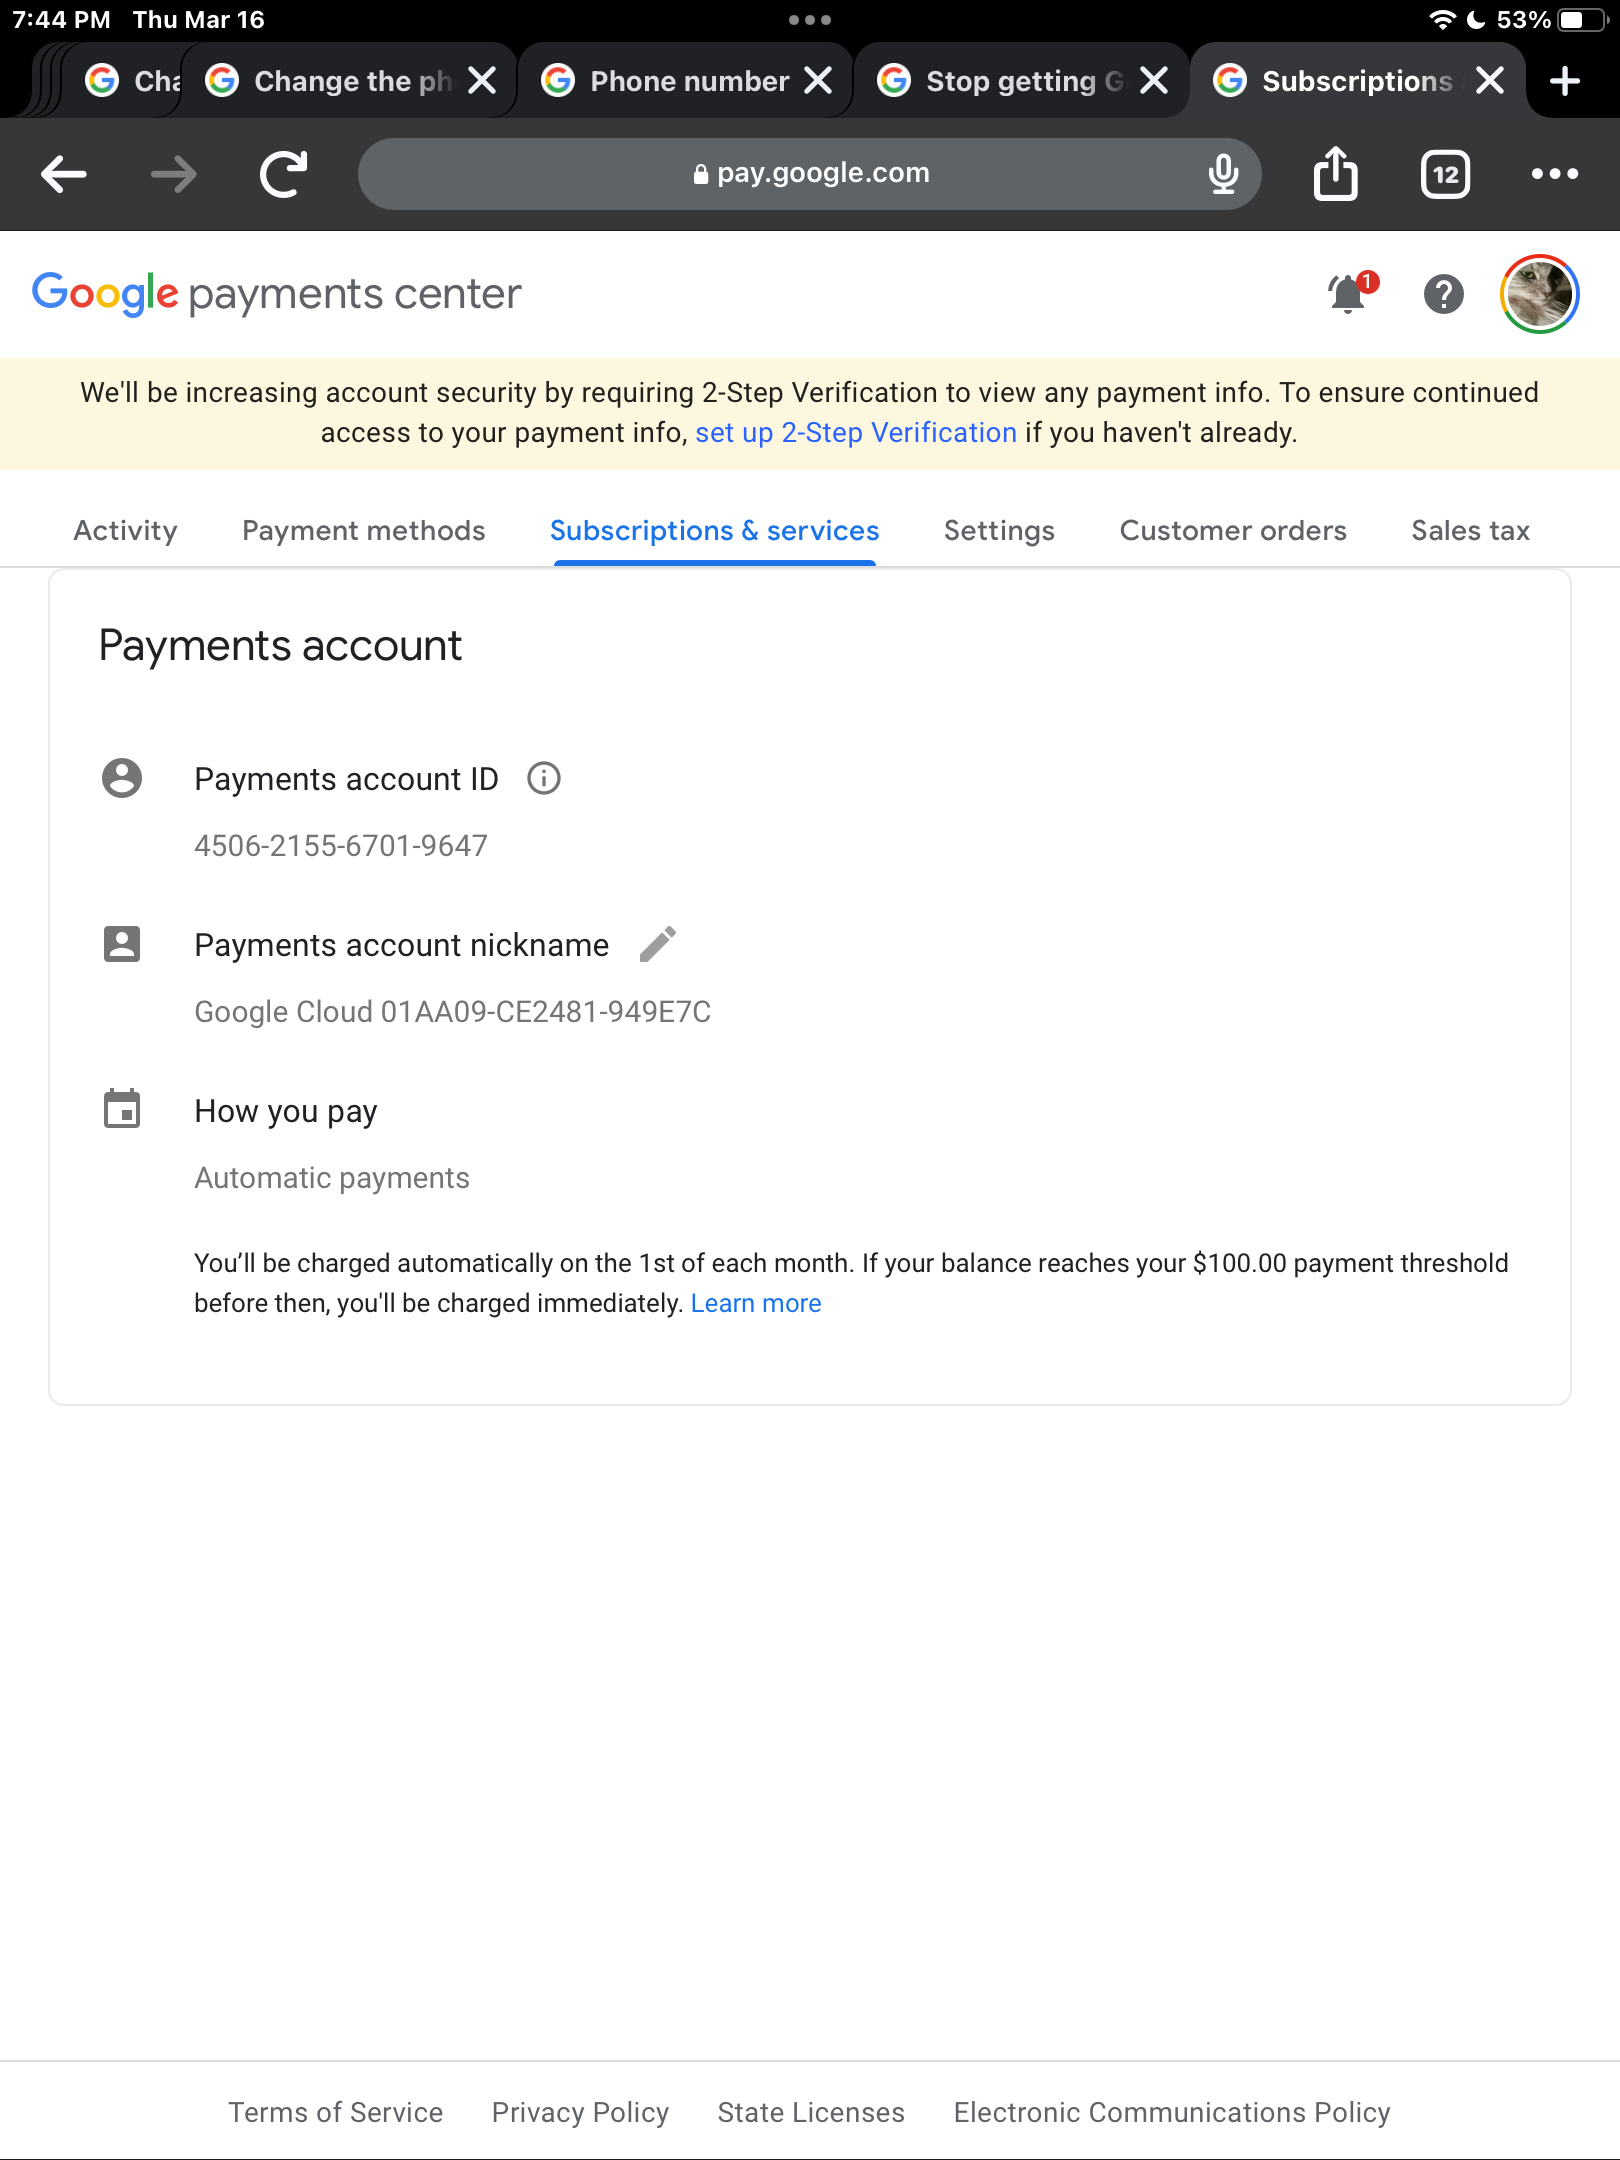 7:44 PM Thu Mar 16
53%
Cha
Change the ph
Phone number
Stop getting G
Subscriptions
pay.google.com
12
Google payments center
1
We'll be increasing account security by requiring 2-Step Verification to view any payment info. To ensure continued
access to your payment info, set up 2-Step Verification if you haven't already.
Activity Payment methods Subscriptions & services Settings Customer orders Sales tax
Payments account
Payments account ID
4506-2155-6701-9647
Payments account nickname
Google Cloud 01AA09-CE2481-949E7C
How you pay
Automatic payments
You’ll be charged automatically on the 1st of each month. If your balance reaches your $100.00 payment threshold
before then, you'll be charged immediately. Learn more
Terms of Service Privacy Policy State Licenses Electronic Communications Policy